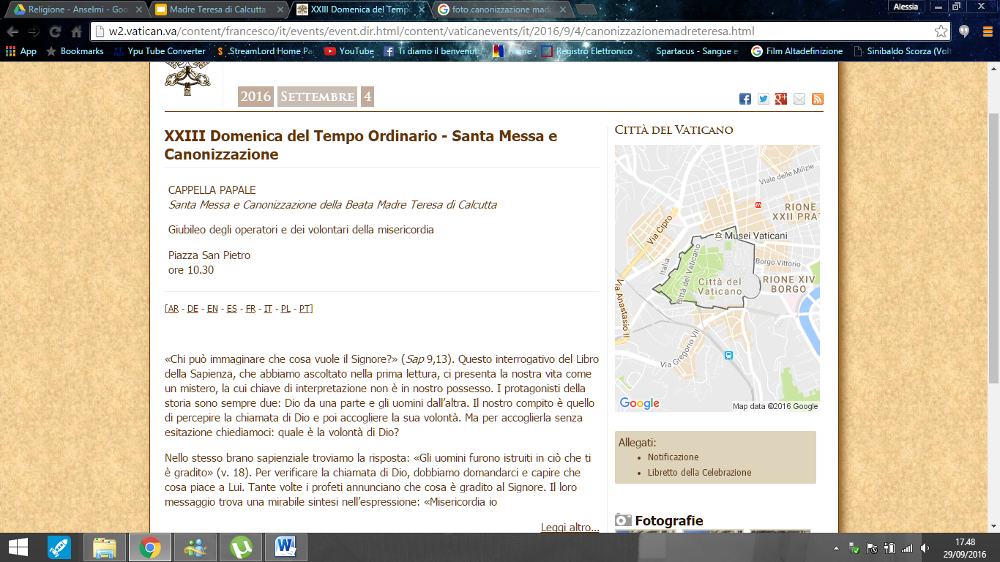 Religione - Anselmi - Goo
Madre Teresa di Calcutta
XXIII Domenica del Tempo
foto canonizzazione mad
Alessia
w2.vatican.va/content/francesco/it/events/event.dir.html/content/vaticanevents/it/2016/9/4/canonizzazionemadreteresa.html
App
Bookmarks
Ypu Tube Converter
.StreamLord Home Pa
YouTube
Ti diamo il benvenut
Home
Registro Elettronico
Spartacus - Sangue e
Film Altadefinizione
Sinibaldo Scorza (Volt
2016 Settembre 4
XXIII Domenica del Tempo Ordinario - Santa Messa e
Canonizzazione
CAPPELLA PAPALE
Santa Messa e Canonizzazione della Beata Madre Teresa di Calcutta
Giubileo degli operatori e dei volontari della misericordia
Piazza San Pietro
ore 10.30
[AR - DE - EN - ES - FR - IT - PL - PT]
«Chi può immaginare che cosa vuole il Signore?» (Sap 9,13). Questo interrogativo del Libro
della Sapienza, che abbiamo ascoltato nella prima lettura, ci presenta la nostra vita come
un mistero, la cui chiave di interpretazione non è in nostro possesso. I protagonisti della
storia sono sempre due: Dio da una parte e gli uomini dall'altra. Il nostro compito è quello
di percepire la chiamata di Dio e poi accogliere la sua volontà. Ma per accoglierla senza
esitazione chiediamoci: quale è la volontà di Dio?
Nello stesso brano sapienziale troviamo la risposta: «Gli uomini furono istruiti in ciò che ti
è gradito» (v. 18). Per verificare la chiamata di Dio, dobbiamo domandarci e capire che
cosa piace a Lui. Tante volte i profeti annunciano che cosa è gradito al Signore. Il loro
messaggio trova una mirabile sintesi nell'espressione: «Misericordia io
Leggi altro...
Città del Vaticano
Viale delle Milizie
M
RIONE
XXII PRAT
Via Cipro
Musei Vaticani
Italia
Città del Vaticano
Borgo Vittorio
Città del
Vaticano
RIONE XIV
BORGO
Via Anastasio II
Via Gregorio VII
Google
Map data ©2016 Google
Allegati:
Notificazione
Libretto della Celebrazione
Fotografie
17.48
29/09/2016